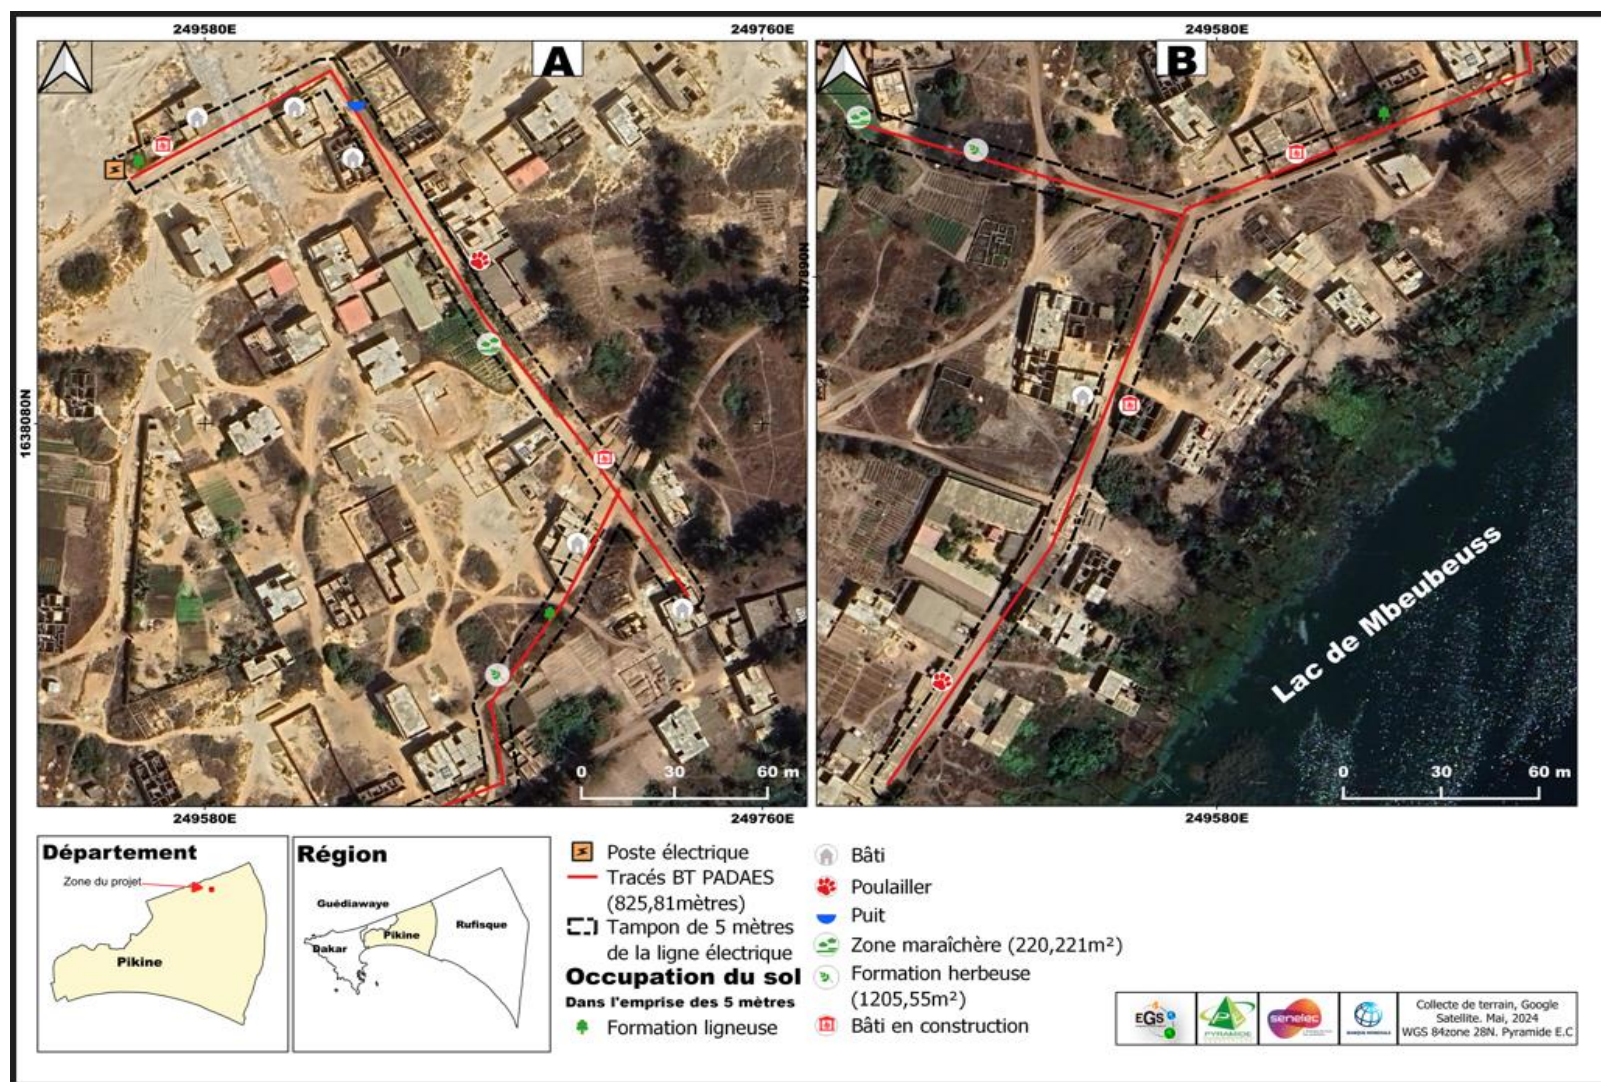 249580E
249760E
249580E
A
B
1638080N
1637890N
0 30 60 m
0 30 60 m
Lac de Mbeubeuss
249580E
249760E
249580E
Département
Zone du projet
Pikine
Région
Guédiawaye
Rufisque
Pikine
Dakar
Poste électrique
Tracés BT PADAES
(825,81mètres)
Tampon de 5 mètres
de la ligne électrique
Occupation du sol
Dans l'emprise des 5 mètres
Formation ligneuse
Bâti
Poulailler
Puit
Zone maraîchère (220,221m²)
Formation herbeuse
(1205,55m²)
Bâti en construction
EGS
PYRAMIDE
senelec
BANQUE MONDIALE
Collecte de terrain, Google
Satellite. Mai, 2024
WGS 84zone 28N. Pyramide E.C